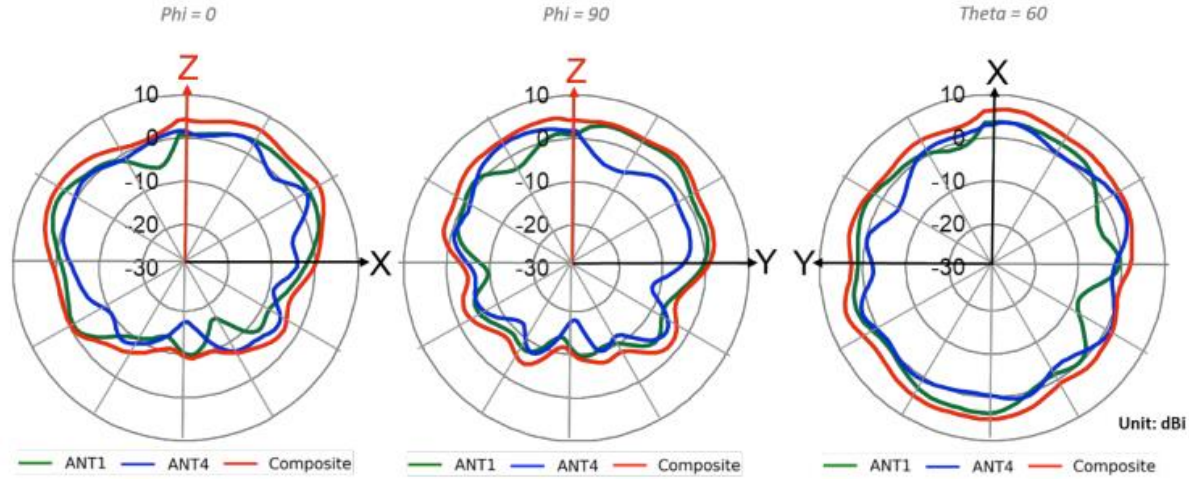 Phi = 0
Phi = 90
Theta = 60
Z
10
0
-10
-20
-30
X
Z
10
0
-10
-20
-30
Y
X
10
0
-10
-20
-30
Y
Unit: dBi
ANT1 ANT4 Composite
ANT1 ANT4 Composite
ANT1 ANT4 Composite